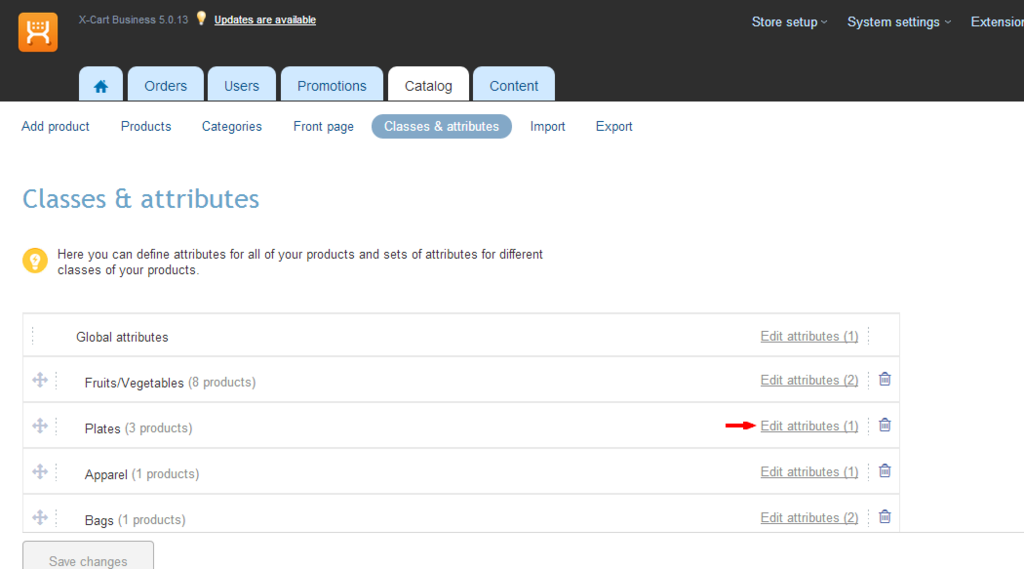 X-Cart Business 5.0.13 Updates are available
Store setup System settings
Orders Users Promotions Catalog Content
Add product Products Categories Front page Classes & attributes Import Export
Classes & attributes
Here you can define attributes for all of your products and sets of attributes for different
classes of your products.
Global attributes Edit attributes (1)
Fruits/Vegetables (8 products) Edit attributes (2)
Plates (3 products) Edit attributes (1)
Apparel (1 products) Edit attributes (1)
Bags (1 products) Edit attributes (2)
Save changes